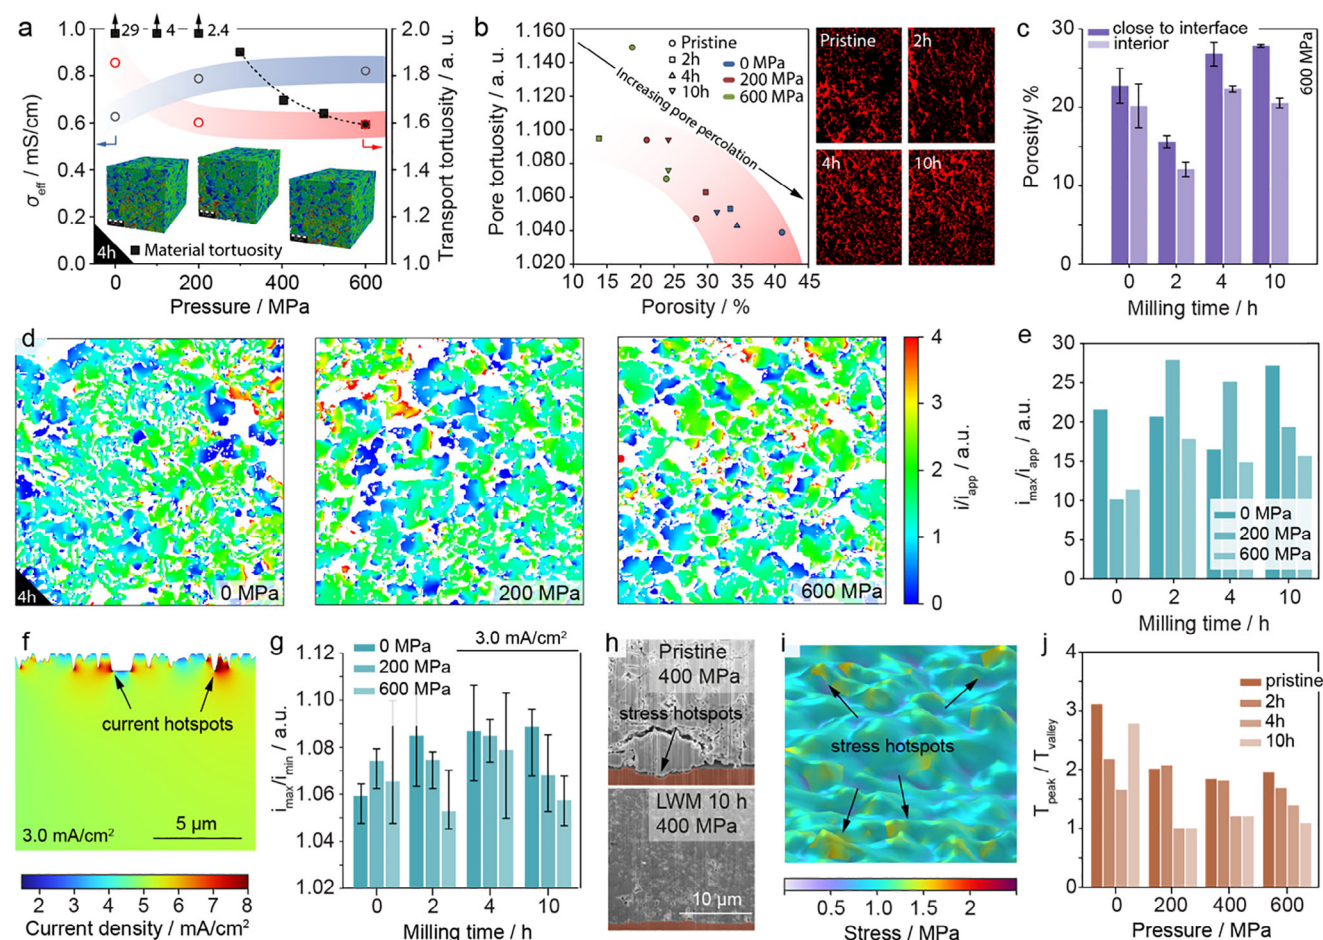 a
29
4
2.4
1.0
0.8
0.6
0.4
0.2
0.0
σeff / mS/cm
2.0
1.8
1.6
1.4
1.2
1.0
Transport tortuosity / a. u.
Material tortuosity
4h
0
200
400
600
Pressure / MPa
b
1.160
1.140
1.120
1.100
1.080
1.060
1.040
1.020
Pore tortuosity / a. u.
Pristine
2h
4h
10h
0 MPa
200 MPa
600 MPa
Increasing pore percolation
10
15
20
25
30
35
40
45
Porosity / %
Pristine
2h
4h
10h
c
close to interface
interior
600 MPa
30
20
10
0
Porosity/ %
0
2
4
10
Milling time / h
d
4h
0 MPa
200 MPa
600 MPa
4
3
2
1
0
i/iapp / a.u.
e
30
25
20
15
10
5
0
imax/iapp / a.u.
0 MPa
200 MPa
600 MPa
0
2
4
10
Milling time / h
f
current hotspots
3.0 mA/cm²
5 µm
2
3
4
5
6
7
8
Current density / mA/cm²
g
0 MPa
200 MPa
600 MPa
3.0 mA/cm²
1.12
1.10
1.08
1.06
1.04
1.02
imax/imin / a.u.
0
2
4
10
Milling time / h
h
Pristine
400 MPa
stress hotspots
LWM 10 h
400 MPa
10 µm
i
stress hotspots
0.5
1.0
1.5
2
Stress / MPa
j
pristine
2h
4h
10h
4
3
2
1
0
Tpeak / Tvalley
0
200
400
600
Pressure / MPa